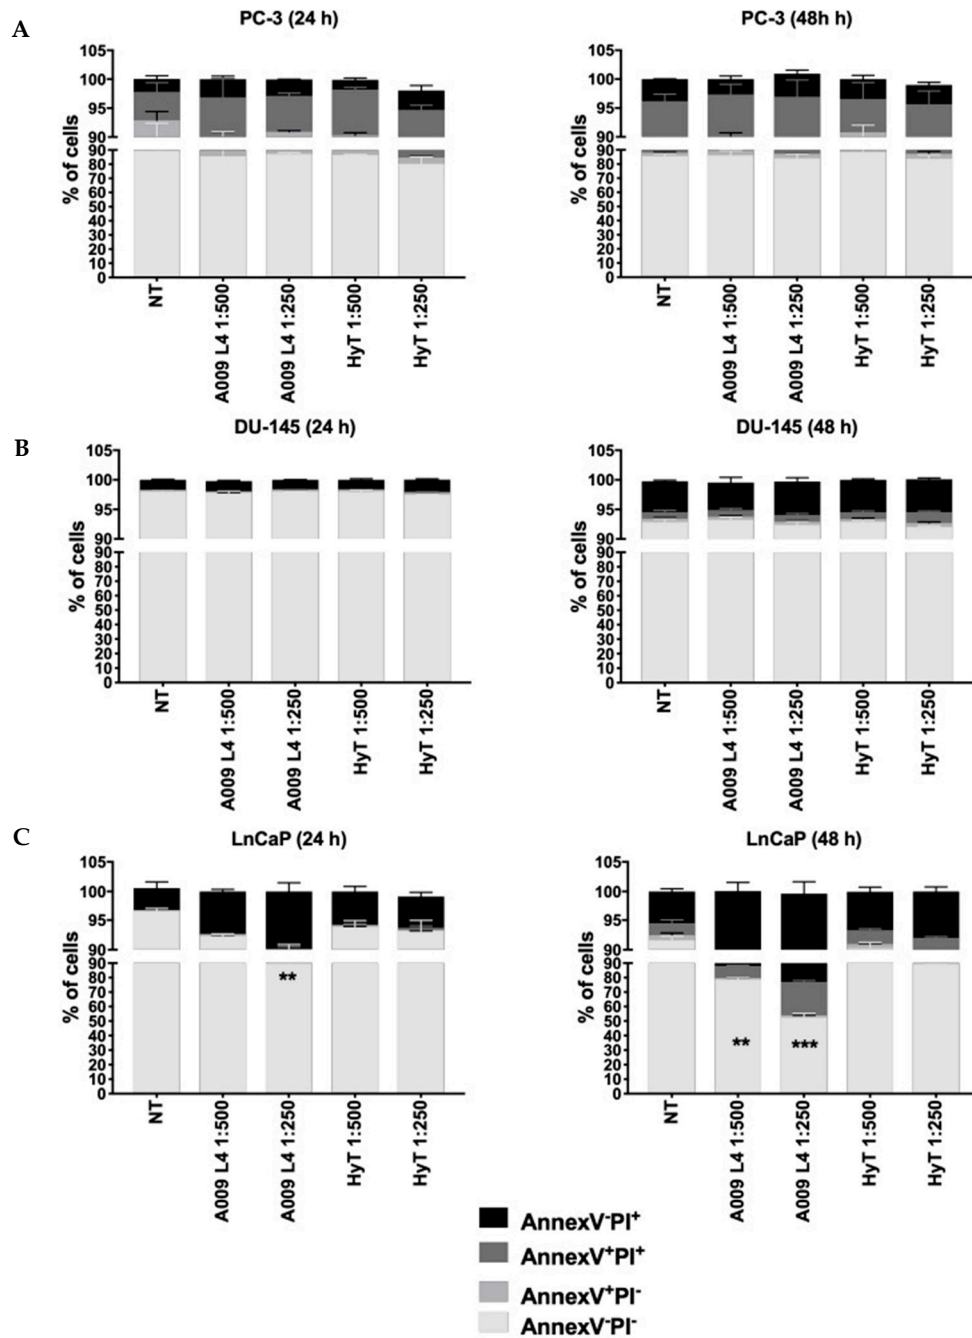 A
PC-3 (24 h)
PC-3 (48h h)
% of cells
105
100
95
90
90
80
70
60
50
40
30
20
10
0
NT
A009 L4 1:500
A009 L4 1:250
HyT 1:500
HyT 1:250
% of cells
105
100
95
90
90
80
70
60
50
40
30
20
10
0
NT
A009 L4 1:500
A009 L4 1:250
HyT 1:500
HyT 1:250
B
DU-145 (24 h)
DU-145 (48 h)
% of cells
105
100
95
90
90
80
70
60
50
40
30
20
10
0
NT
A009 L4 1:500
A009 L4 1:250
HyT 1:500
HyT 1:250
% of cells
105
100
95
90
90
80
70
60
50
40
30
20
10
0
NT
A009 L4 1:500
A009 L4 1:250
HyT 1:500
HyT 1:250
C
LnCaP (24 h)
LnCaP (48 h)
% of cells
105
100
95
90
90
80
70
60
50
40
30
20
10
0
**
NT
A009 L4 1:500
A009 L4 1:250
HyT 1:500
HyT 1:250
% of cells
105
100
95
90
90
80
70
60
50
40
30
20
10
0
**
***
NT
A009 L4 1:500
A009 L4 1:250
HyT 1:500
HyT 1:250
AnnexV⁻PI⁺
AnnexV⁺PI⁺
AnnexV⁺PI⁻
AnnexV⁻PI⁻